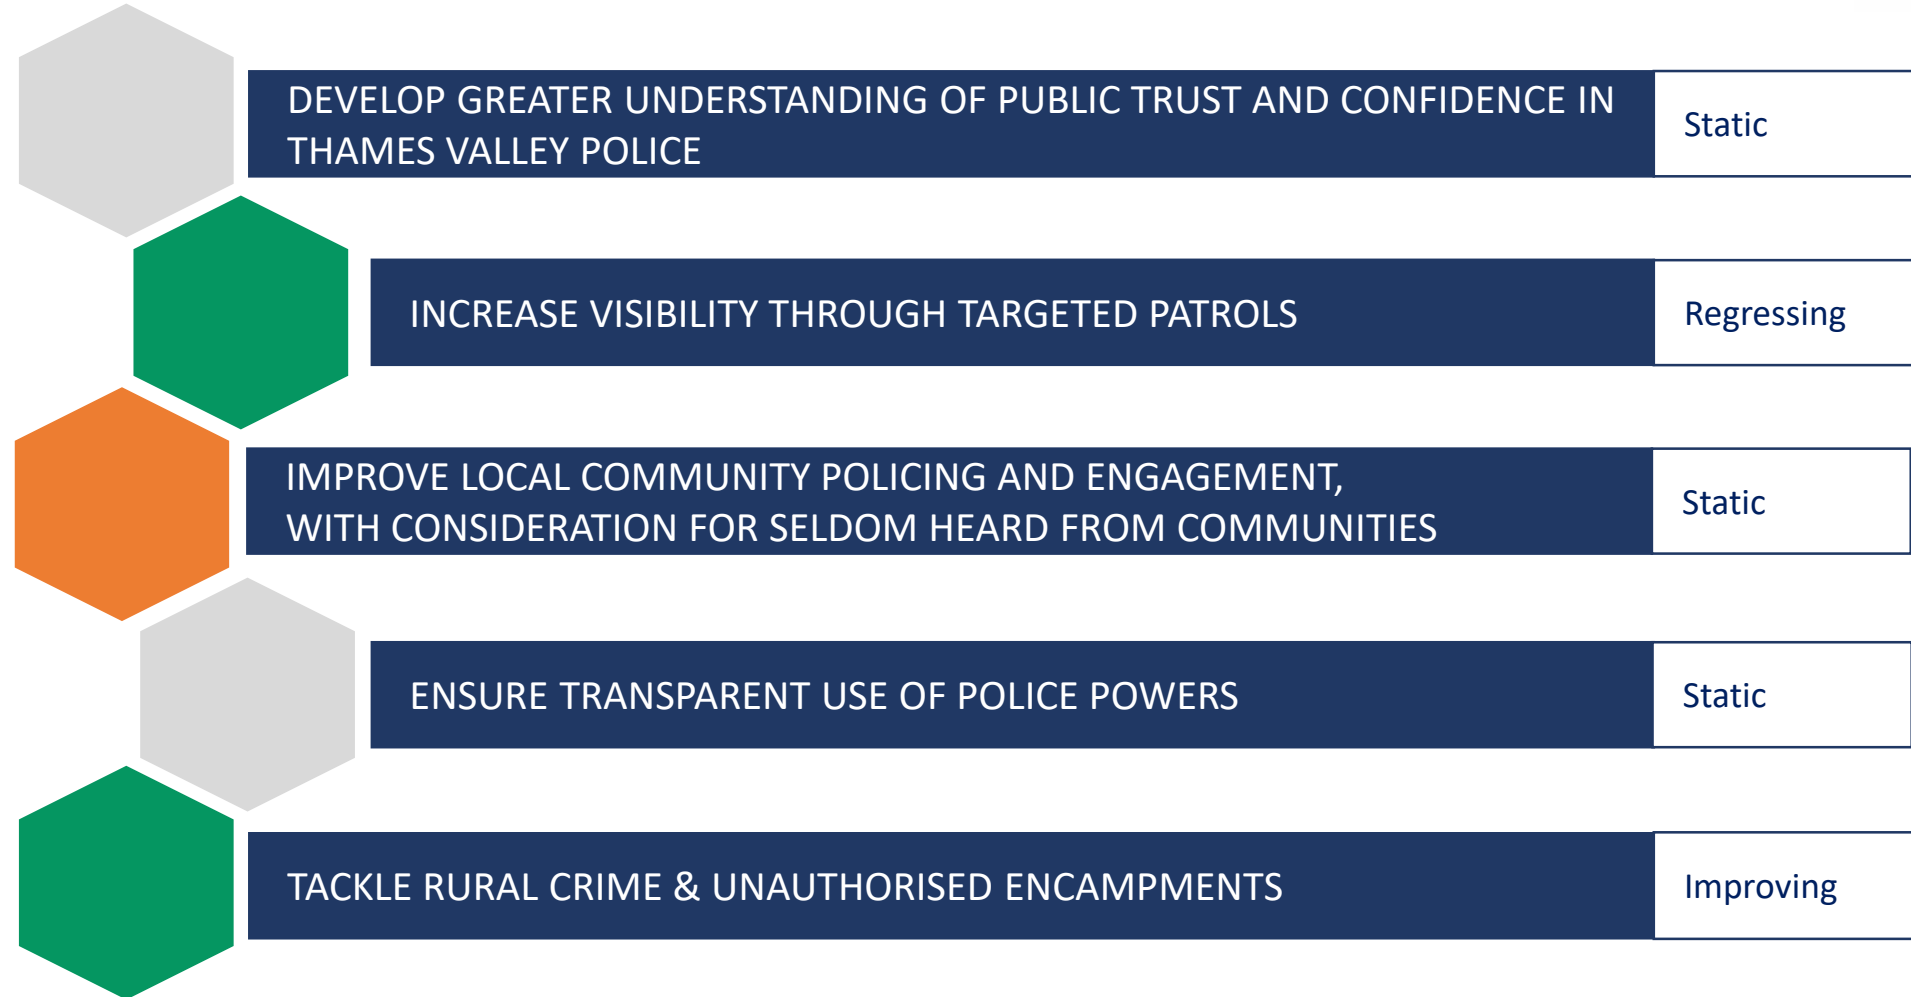 DEVELOP GREATER UNDERSTANDING OF PUBLIC TRUST AND CONFIDENCE IN
THAMES VALLEY POLICE
Static
INCREASE VISIBILITY THROUGH TARGETED PATROLS
Regressing
IMPROVE LOCAL COMMUNITY POLICING AND ENGAGEMENT,
WITH CONSIDERATION FOR SELDOM HEARD FROM COMMUNITIES
Static
ENSURE TRANSPARENT USE OF POLICE POWERS
Static
TACKLE RURAL CRIME & UNAUTHORISED ENCAMPMENTS
Improving